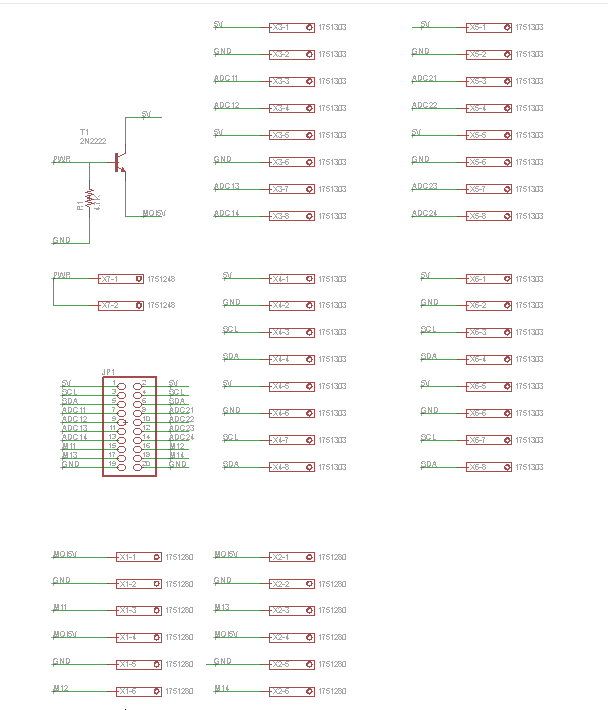 5V X3-1 1751303
GND X3-2 1751303
ADC11 X3-3 1751303
ADC12 X3-4 1751303
5V X3-5 1751303
GND X3-6 1751303
ADC13 X3-7 1751303
ADC14 X3-8 1751303
5V X5-1 1751303
GND X5-2 1751303
ADC21 X5-3 1751303
ADC22 X5-4 1751303
5V X5-5 1751303
GND X5-6 1751303
ADC23 X5-7 1751303
ADC24 X5-8 1751303
5V
T1
2N2222
PWR
R1
4.7K
MOI5V
GND
PWR X7-1 1751248
X7-2 1751248
5V X4-1 1751303
GND X4-2 1751303
SCL X4-3 1751303
SDA X4-4 1751303
5V X4-5 1751303
GND X4-6 1751303
SCL X4-7 1751303
SDA X4-8 1751303
5V X6-1 1751303
GND X6-2 1751303
SCL X6-3 1751303
SDA X6-4 1751303
5V X6-5 1751303
GND X6-6 1751303
SCL X6-7 1751303
SDA X6-8 1751303
JP1
5V 1 2 5V
SCL 3 4 SCL
SDA 5 6 SDA
ADC11 7 8 ADC21
ADC12 9 10 ADC22
ADC13 11 12 ADC23
ADC14 13 14 ADC24
M11 15 16 M12
M13 17 18 M14
GND 19 20 GND
MOI5V X1-1 1751280
GND X1-2 1751280
M11 X1-3 1751280
MOI5V X1-4 1751280
GND X1-5 1751280
M12 X1-6 1751280
MOI5V X2-1 1751280
GND X2-2 1751280
M13 X2-3 1751280
MOI5V X2-4 1751280
GND X2-5 1751280
M14 X2-6 1751280